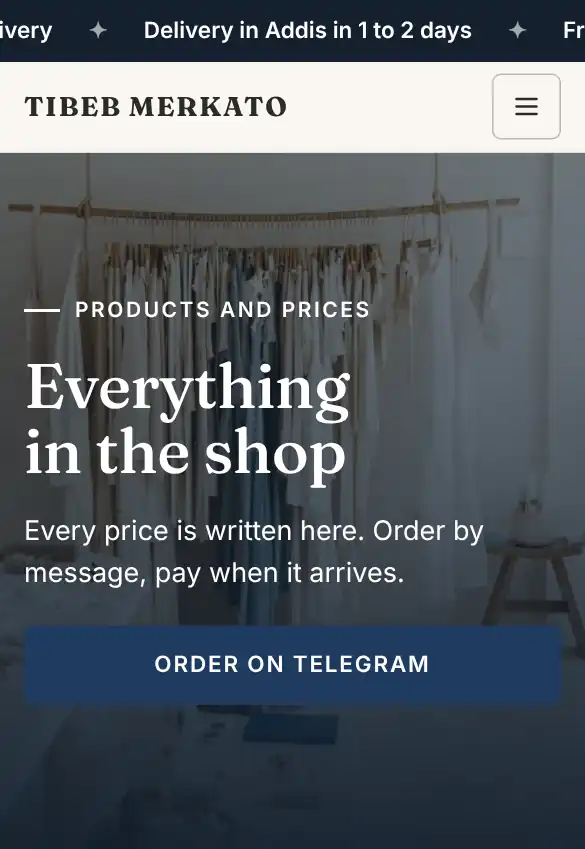 ivery ✦ Delivery in Addis in 1 to 2 days ✦ Fr
TIBEB MERKATO
PRODUCTS AND PRICES
Everything
in the shop
Every price is written here. Order by
message, pay when it arrives.
ORDER ON TELEGRAM